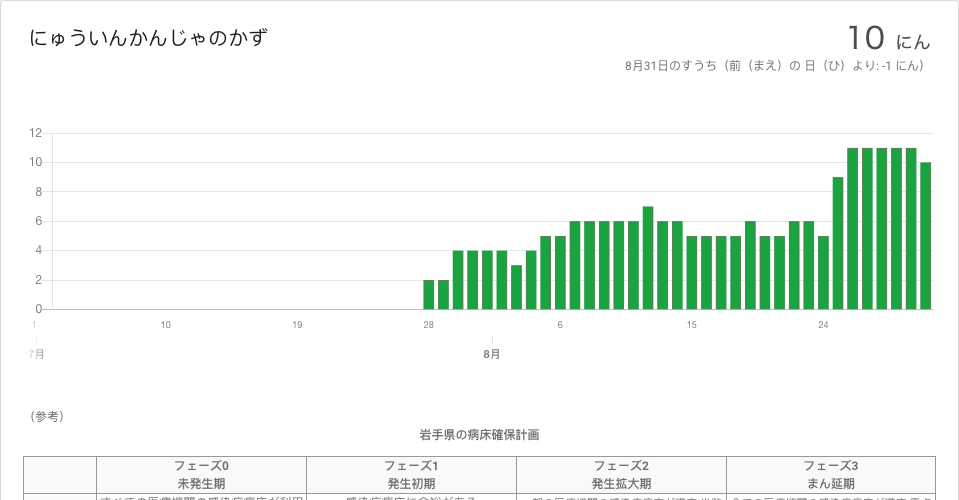 にゅういんかんじゃのかず
10 にん
8月31日のすうち（前（まえ）の 日（ひ）より: -1 にん）
12
10
8
6
4
2
0
1 10 19 28 6 15 24
7月 8月
（参考）
岩手県の病床確保計画
フェーズ0 フェーズ1 フェーズ2 フェーズ3
未発生期 発生初期 発生拡大期 まん延期